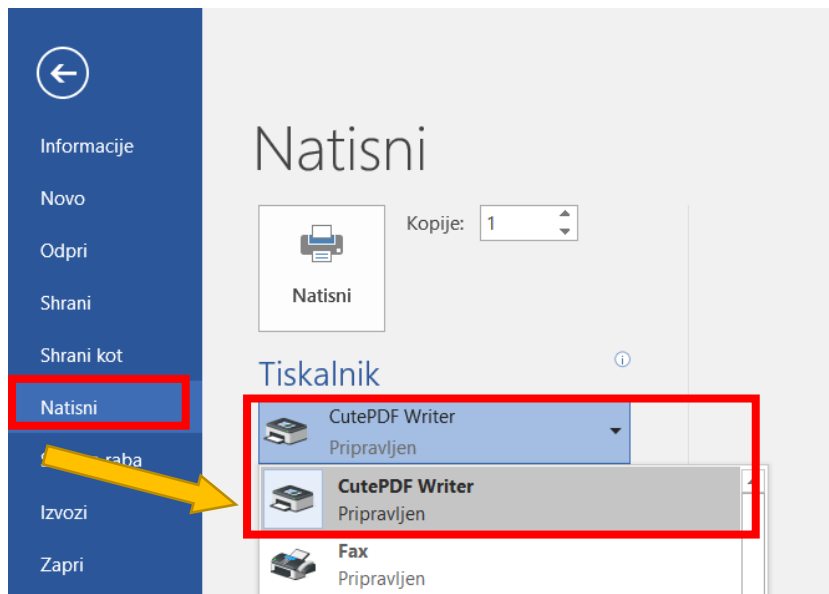 Informacije
Novo
Odpri
Shrani
Shrani kot
Natisni
raba
Izvozi
Zapri
Natisni
Kopije: 1
Natisni
Tiskalnik
CutePDF Writer
Pripravljen
CutePDF Writer
Pripravljen
Fax
Pripravljen